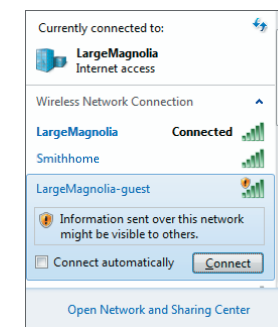 Currently connected to:
LargeMagnolia
Internet access
Wireless Network Connection
LargeMagnolia Connected
Smithhome
LargeMagnolia-guest
Information sent over this network
might be visible to others.
Connect automatically Connect
Open Network and Sharing Center